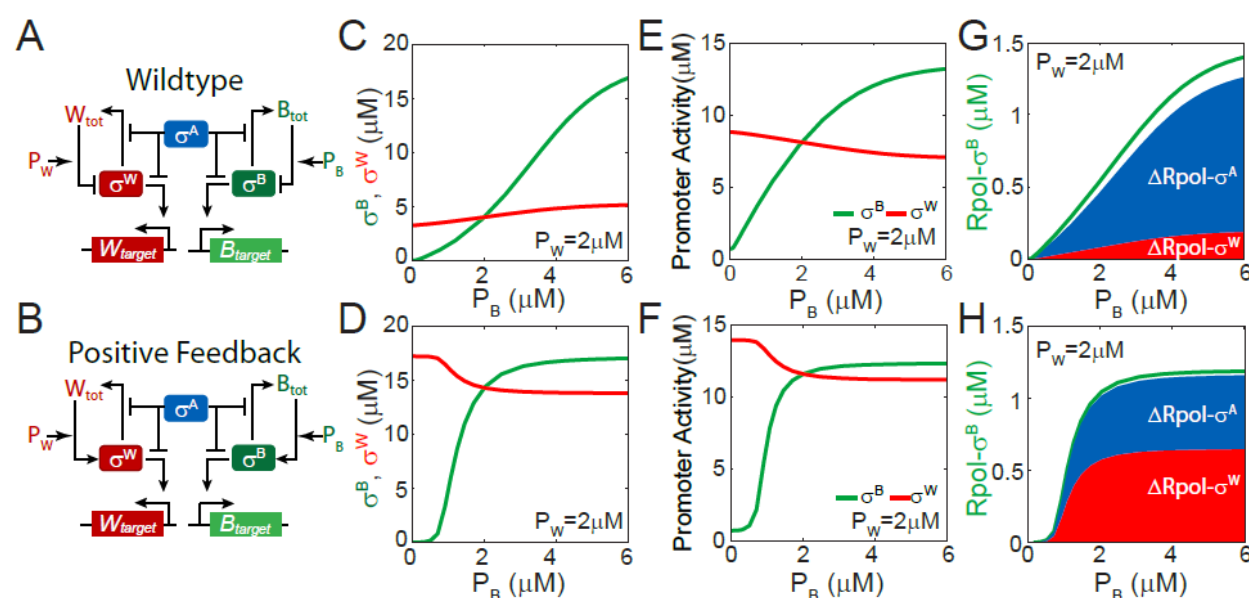 A
Wildtype
W_tot
B_tot
σ^A
P_W
P_B
σ^W
σ^B
W_target
B_target
B
Positive Feedback
W_tot
B_tot
σ^A
P_W
P_B
σ^W
σ^B
W_target
B_target
C
σ^B, σ^W (μM)
20
15
10
5
0
P_W=2μM
0 2 4 6
P_B (μM)
D
σ^B, σ^W (μM)
20
15
10
5
0
P_W=2μM
0 2 4 6
P_B (μM)
E
Promoter Activity(μM)
15
10
5
0
σ^B σ^W
P_W=2μM
0 2 4 6
P_B (μM)
F
Promoter Activity(μM)
15
10
5
0
σ^B σ^W
P_W=2μM
0 2 4 6
P_B (μM)
G
Rpol-σ^B (μM)
1.5
1
0.5
0
P_W=2μM
ΔRpol-σ^A
ΔRpol-σ^W
0 2 4 6
P_B (μM)
H
Rpol-σ^B (μM)
1.5
1
0.5
0
P_W=2μM
ΔRpol-σ^A
ΔRpol-σ^W
0 2 4 6
P_B (μM)